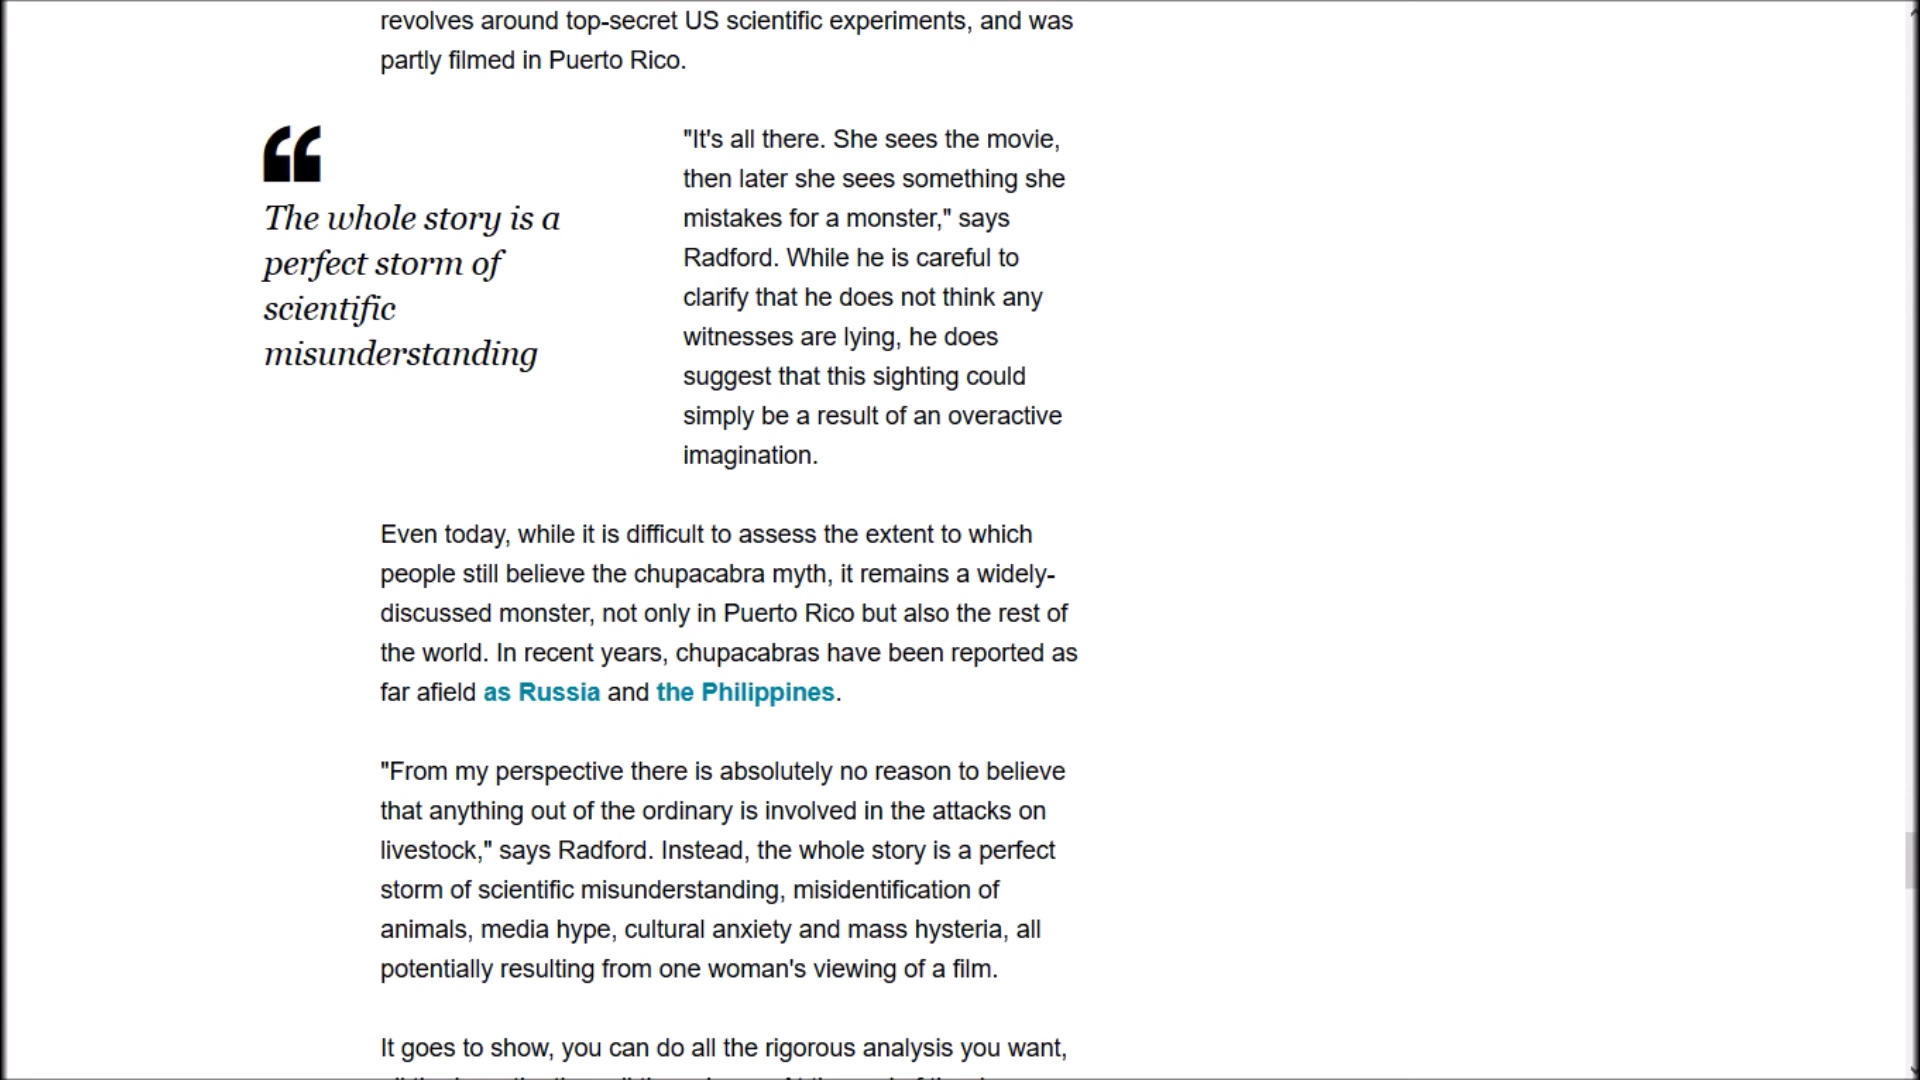 revolves around top-secret US scientific experiments, and was
partly filmed in Puerto Rico.
“
The whole story is a
perfect storm of
scientific
misunderstanding
"It's all there. She sees the movie,
then later she sees something she
mistakes for a monster," says
Radford. While he is careful to
clarify that he does not think any
witnesses are lying, he does
suggest that this sighting could
simply be a result of an overactive
imagination.
Even today, while it is difficult to assess the extent to which
people still believe the chupacabra myth, it remains a widely-
discussed monster, not only in Puerto Rico but also the rest of
the world. In recent years, chupacabras have been reported as
far afield as Russia and the Philippines.
"From my perspective there is absolutely no reason to believe
that anything out of the ordinary is involved in the attacks on
livestock," says Radford. Instead, the whole story is a perfect
storm of scientific misunderstanding, misidentification of
animals, media hype, cultural anxiety and mass hysteria, all
potentially resulting from one woman's viewing of a film.
It goes to show, you can do all the rigorous analysis you want,